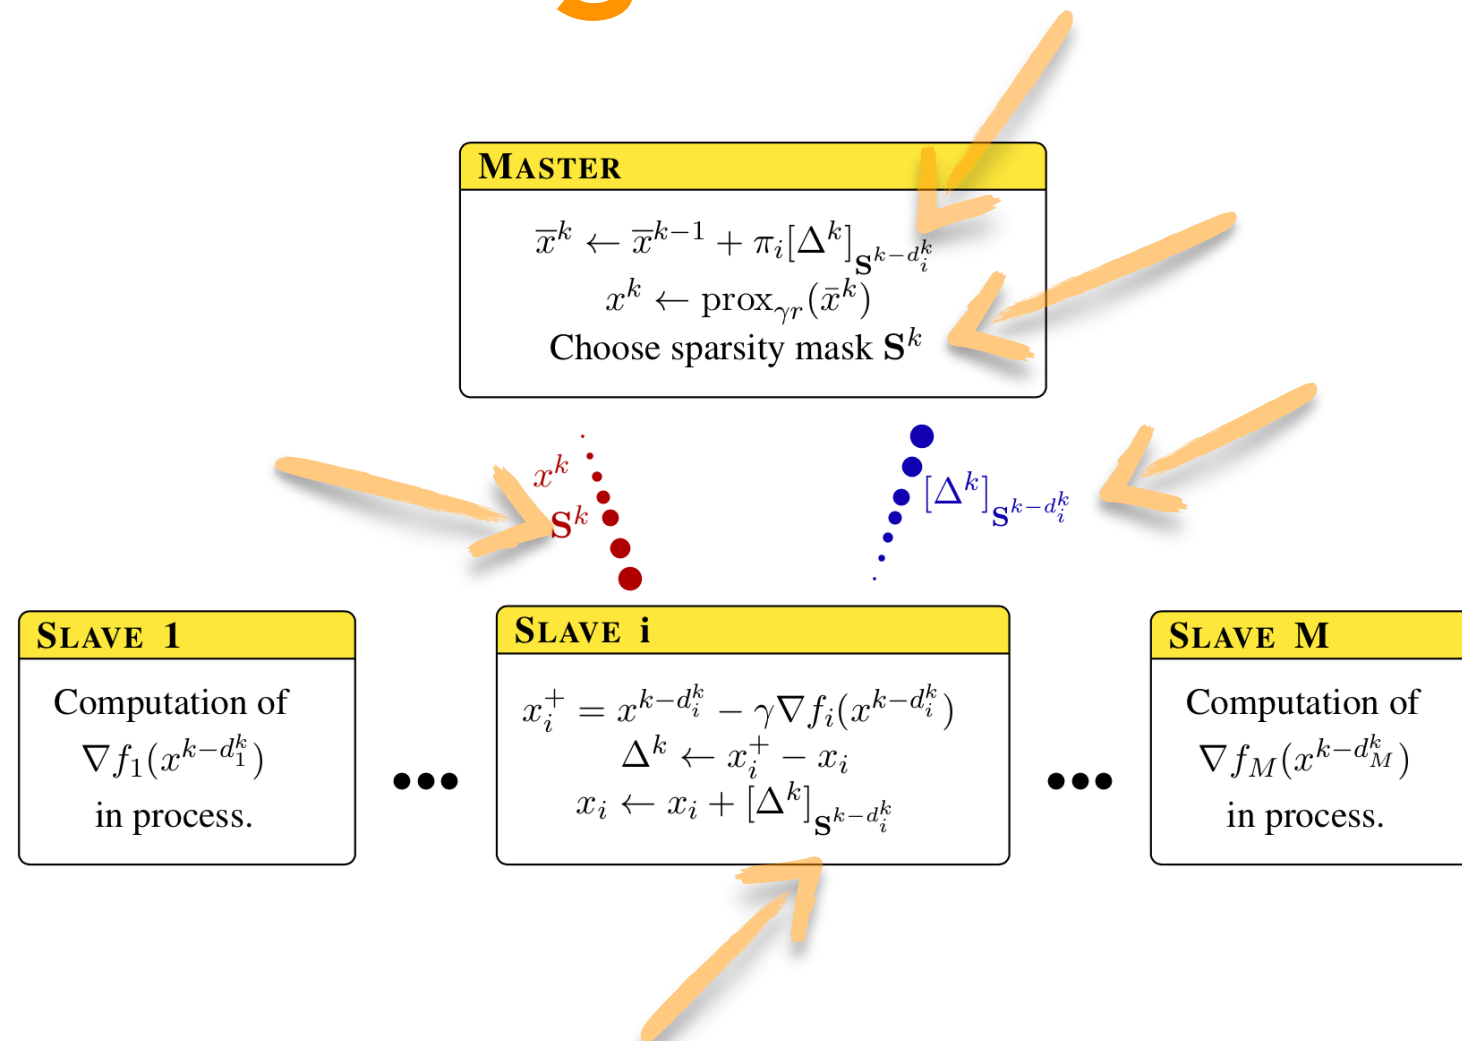 MASTER
x̅^k ← x̅^{k−1} + π_i[Δ^k]_{S^{k−d_i^k}}
x^k ← prox_{γr}(x̄^k)
Choose sparsity mask S^k
x^k
S^k
[Δ^k]_{S^{k−d_i^k}}
SLAVE 1
Computation of
∇f_1(x^{k−d_1^k})
in process.
•••
SLAVE i
x_i^+ = x^{k−d_i^k} − γ∇f_i(x^{k−d_i^k})
Δ^k ← x_i^+ − x_i
x_i ← x_i + [Δ^k]_{S^{k−d_i^k}}
•••
SLAVE M
Computation of
∇f_M(x^{k−d_M^k})
in process.